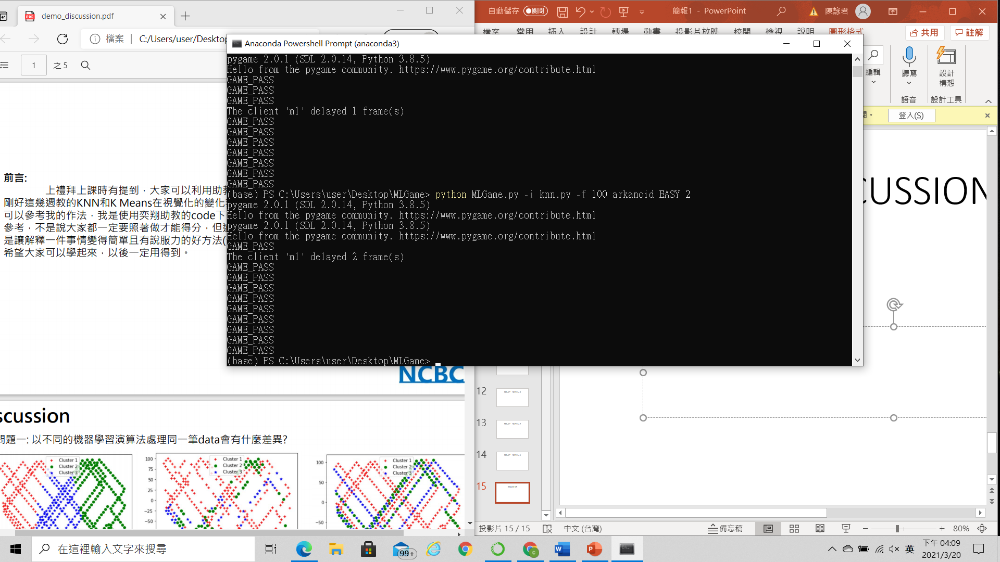 demo_discussion.pdf
檔案
C:/Users/user/Desktop
1
之 5
前言:
上禮拜上課時有提到，大家可以利用助教
剛好這幾週教的KNN和K Means在視覺化的變化
可以參考我的作法，我是使用奕翔助教的code下
參考，不是說大家都一定要照著做才能得分，但
是讓解釋一件事情變得簡單且有說服力的好方法(
希望大家可以學起來，以後一定用得到。
NCBC
scussion
問題一: 以不同的機器學習演算法處理同一筆data會有什麼差異?
Cluster 1
Cluster 2
Cluster 3
100
75
50
25
0
−25
−50
Cluster 1
Cluster 2
Cluster 3
100
50
0
−50
Cluster 1
Cluster 2
Cluster 3
Anaconda Powershell Prompt (anaconda3)
pygame 2.0.1 (SDL 2.0.14, Python 3.8.5)
Hello from the pygame community. https://www.pygame.org/contribute.html
GAME_PASS
GAME_PASS
GAME_PASS
The client 'ml' delayed 1 frame(s)
GAME_PASS
GAME_PASS
GAME_PASS
GAME_PASS
GAME_PASS
GAME_PASS
GAME_PASS
(base) PS C:\Users\user\Desktop\MLGame> python MLGame.py -i knn.py -f 100 arkanoid EASY 2
pygame 2.0.1 (SDL 2.0.14, Python 3.8.5)
Hello from the pygame community. https://www.pygame.org/contribute.html
pygame 2.0.1 (SDL 2.0.14, Python 3.8.5)
Hello from the pygame community. https://www.pygame.org/contribute.html
GAME_PASS
The client 'ml' delayed 2 frame(s)
GAME_PASS
GAME_PASS
GAME_PASS
GAME_PASS
GAME_PASS
GAME_PASS
GAME_PASS
GAME_PASS
GAME_PASS
(base) PS C:\Users\user\Desktop\MLGame>
自動儲存 關閉
簡報1 - PowerPoint
陳詠君
檔案 常用 插入 設計 轉場 動畫 投影片放映 校閱 檢視 說明 圖形格式
共用
註解
編輯
聽寫
設計
構想
語音
設計工具
登入(S)
CUSSION
12
13
14
15
投影片 15 / 15
中文 (台灣)
備忘稿
80%
在這裡輸入文字來搜尋
99+
英
下午 04:09
2021/3/20